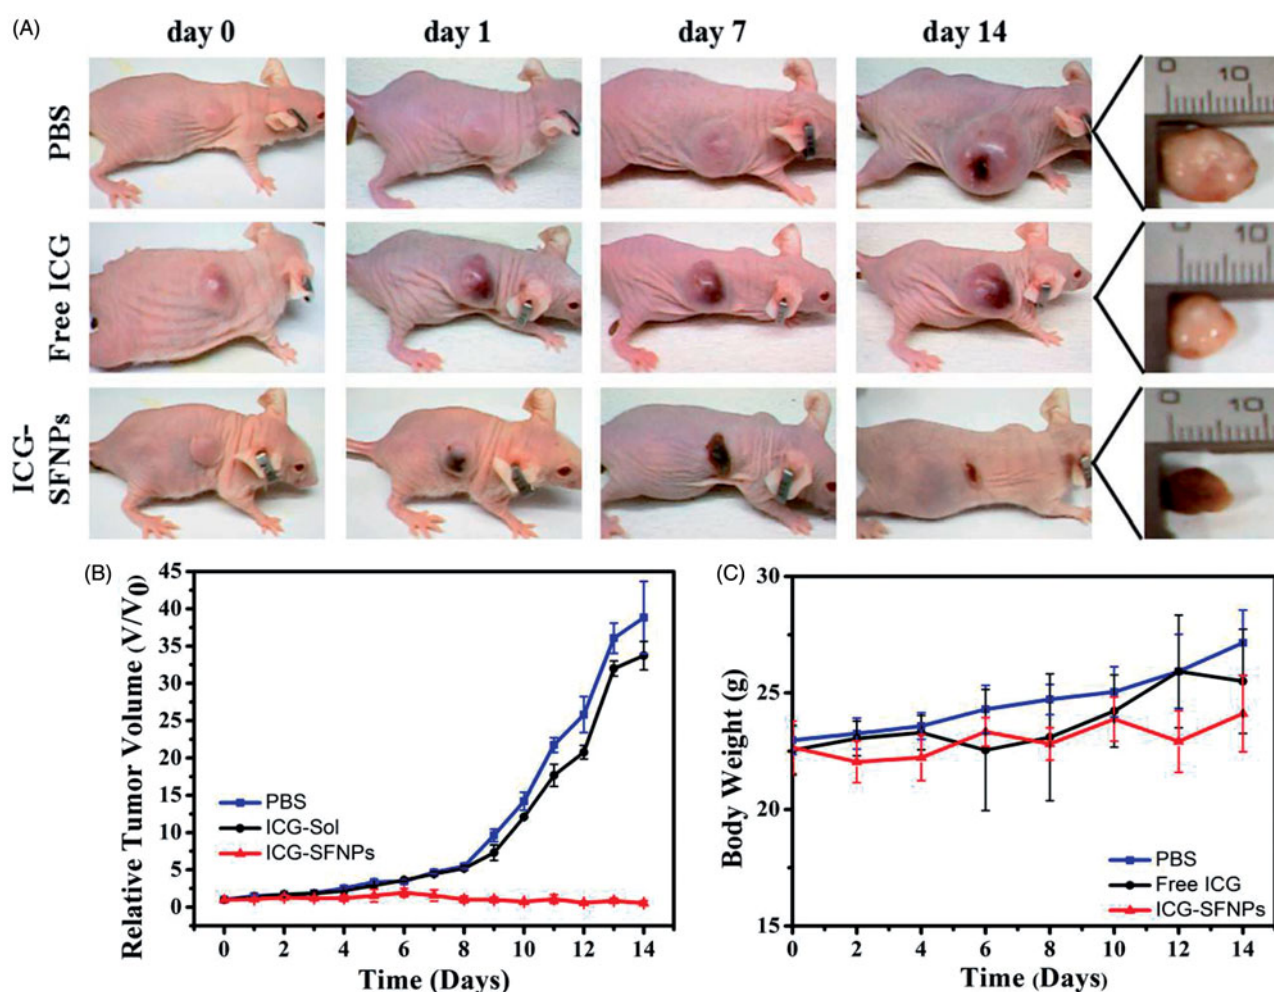 (A)
day 0 day 1 day 7 day 14
PBS
0 10
Free ICG
0 10
ICG-
SFNPs
0 10
(B)
Relative Tumor Volume (V/V0)
45
40
35
30
25
20
15
10
5
0
PBS
ICG-Sol
ICG-SFNPs
0 2 4 6 8 10 12 14
Time (Days)
(C)
Body Weight (g)
30
25
20
15
PBS
Free ICG
ICG-SFNPs
0 2 4 6 8 10 12 14
Time (Days)